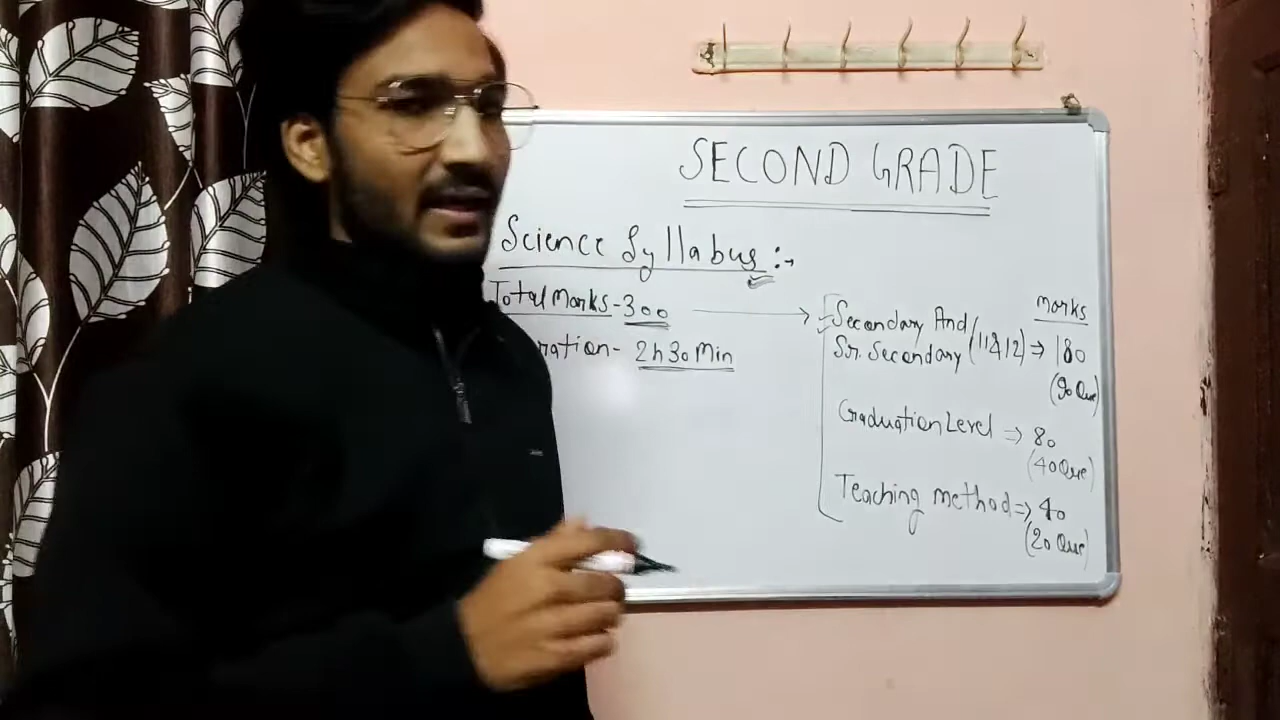 SECOND GRADE
Science Syllabus :→
Total Marks - 300
ration - 2h 30 Min
marks
Secondary And
Sr. Secondary (11&12) ⇒ 180
(90 Que)
Graduation Level ⇒ 80
(40 Que)
Teaching method ⇒ 40
(20 Que)